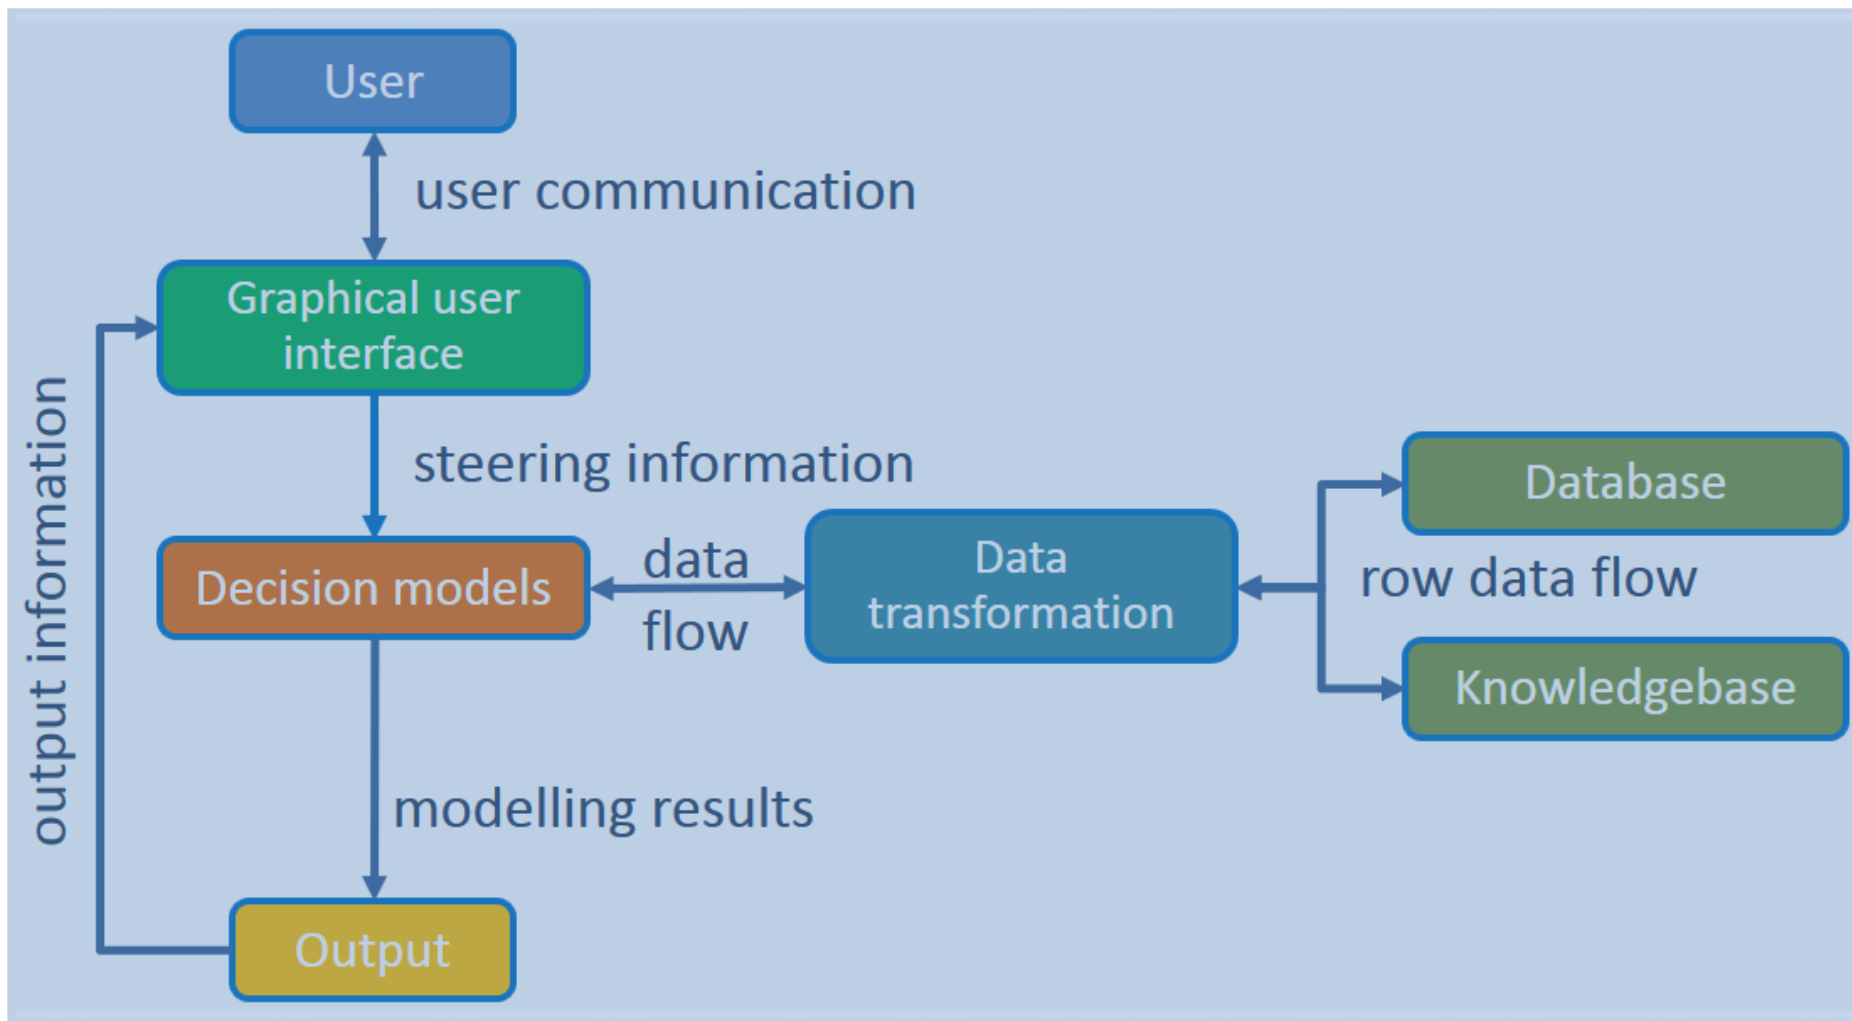 User
user communication
Graphical user
interface
steering information
output information
Decision models
data
flow
Data
transformation
Database
row data flow
Knowledgebase
modelling results
Output